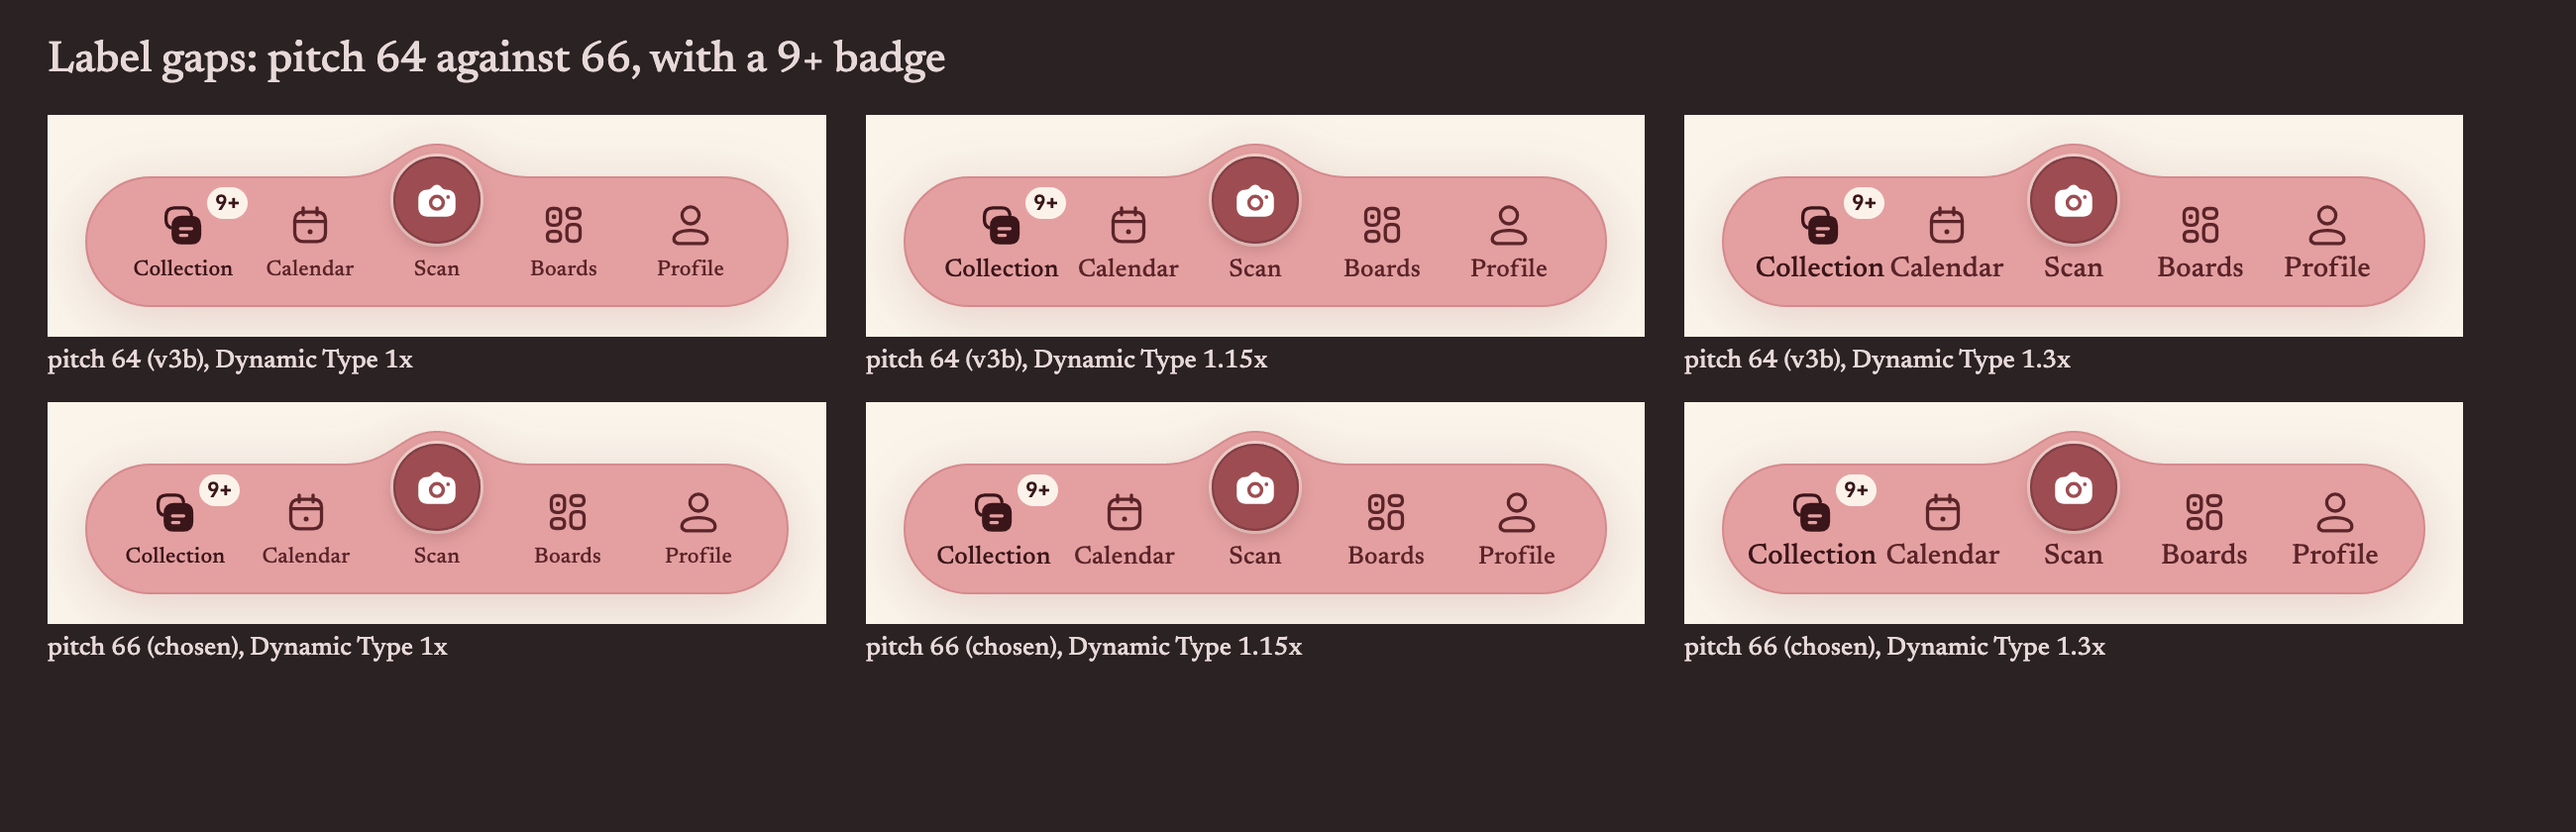 Label gaps: pitch 64 against 66, with a 9+ badge
9+
Collection Calendar Scan Boards Profile
pitch 64 (v3b), Dynamic Type 1x
9+
Collection Calendar Scan Boards Profile
pitch 64 (v3b), Dynamic Type 1.15x
9+
Collection Calendar Scan Boards Profile
pitch 64 (v3b), Dynamic Type 1.3x
9+
Collection Calendar Scan Boards Profile
pitch 66 (chosen), Dynamic Type 1x
9+
Collection Calendar Scan Boards Profile
pitch 66 (chosen), Dynamic Type 1.15x
9+
Collection Calendar Scan Boards Profile
pitch 66 (chosen), Dynamic Type 1.3x